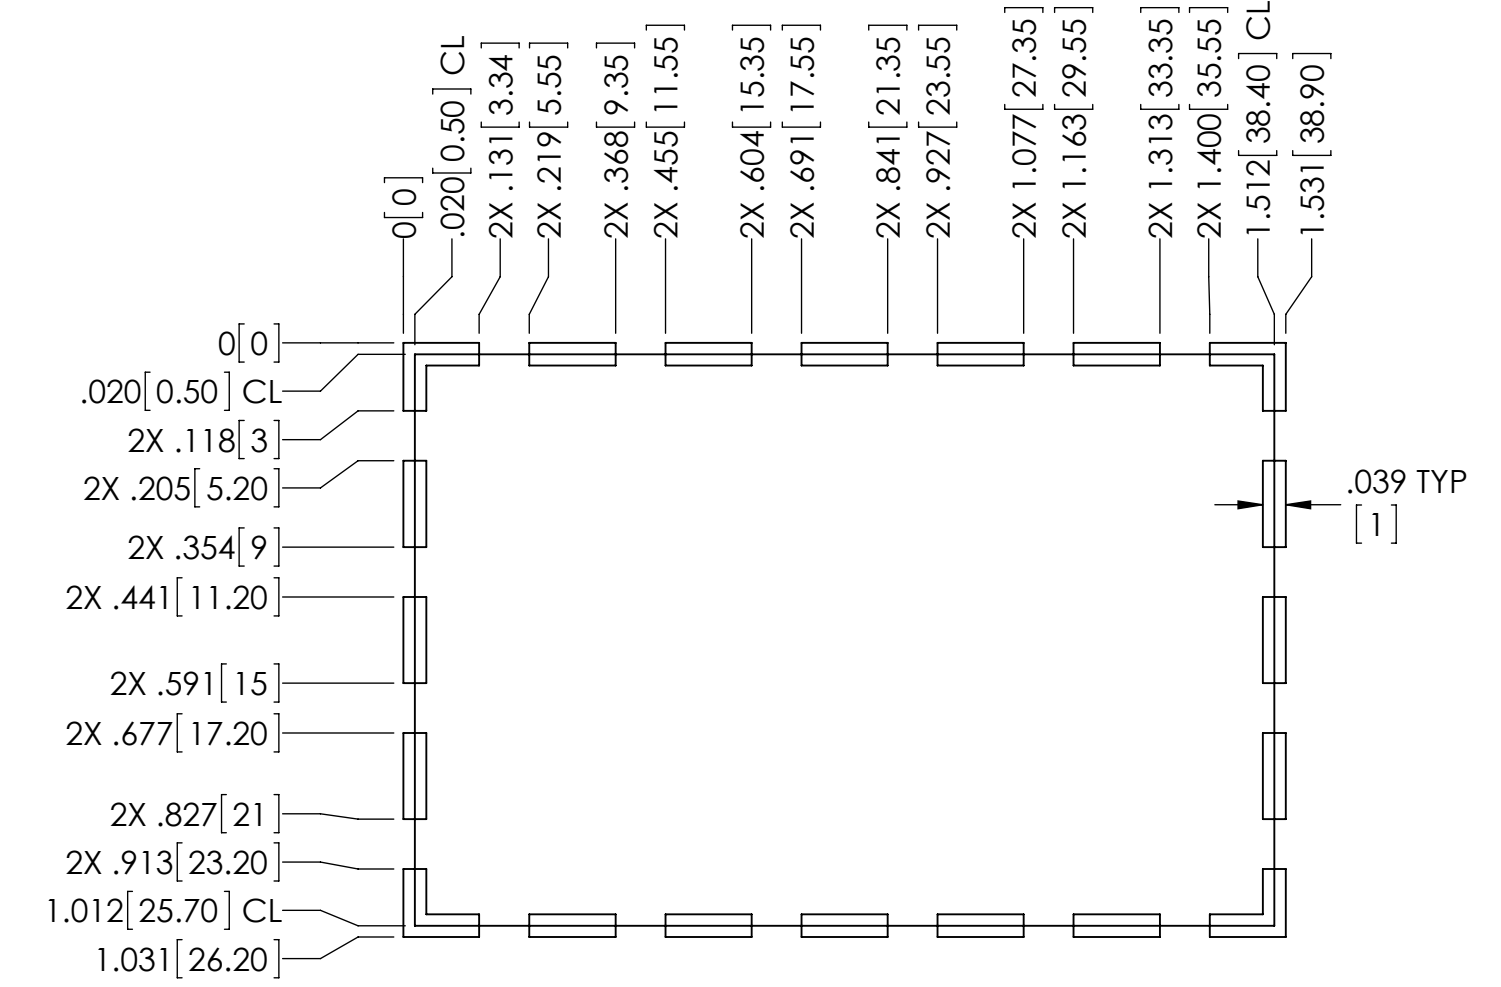 0[0]
.020[0.50] CL
2X .131[3.34]
2X .219[5.55]
2X .368[9.35]
2X .455[11.55]
2X .604[15.35]
2X .691[17.55]
2X .841[21.35]
2X .927[23.55]
2X 1.077[27.35]
2X 1.163[29.55]
2X 1.313[33.35]
2X 1.400[35.55]
1.512[38.40] CL
1.531[38.90]
0[0]
.020[0.50] CL
2X .118[3]
2X .205[5.20]
2X .354[9]
2X .441[11.20]
2X .591[15]
2X .677[17.20]
2X .827[21]
2X .913[23.20]
1.012[25.70] CL
1.031[26.20]
.039 TYP
[1]